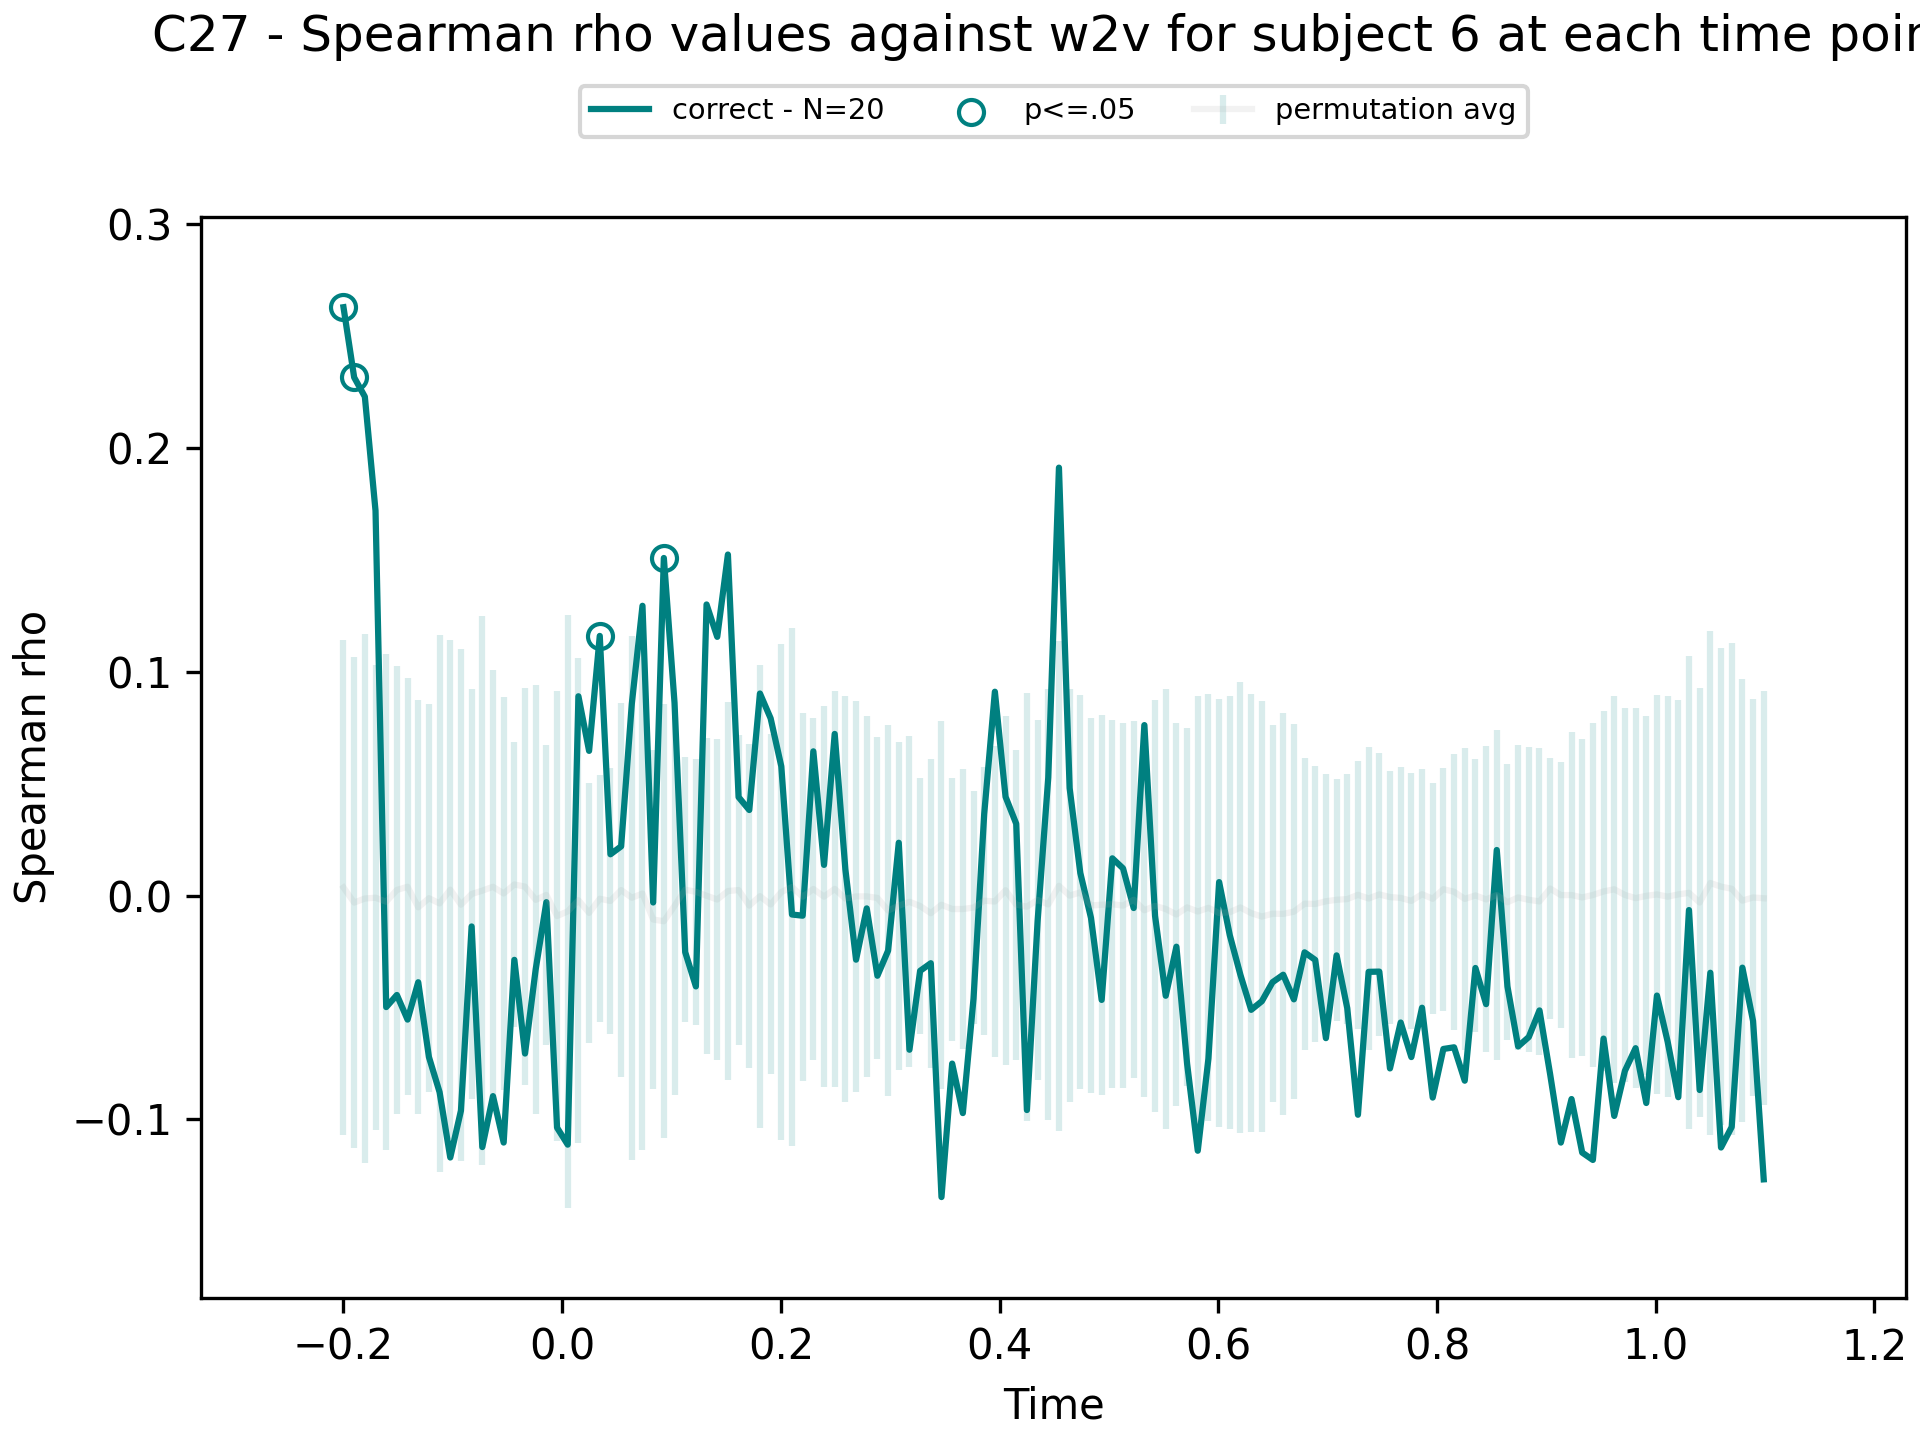 C27 - Spearman rho values against w2v for subject 6 at each time poin
correct - N=20
p<=.05
permutation avg
Spearman rho
0.3
0.2
0.1
0.0
−0.1
−0.2 0.0 0.2 0.4 0.6 0.8 1.0 1.2
Time